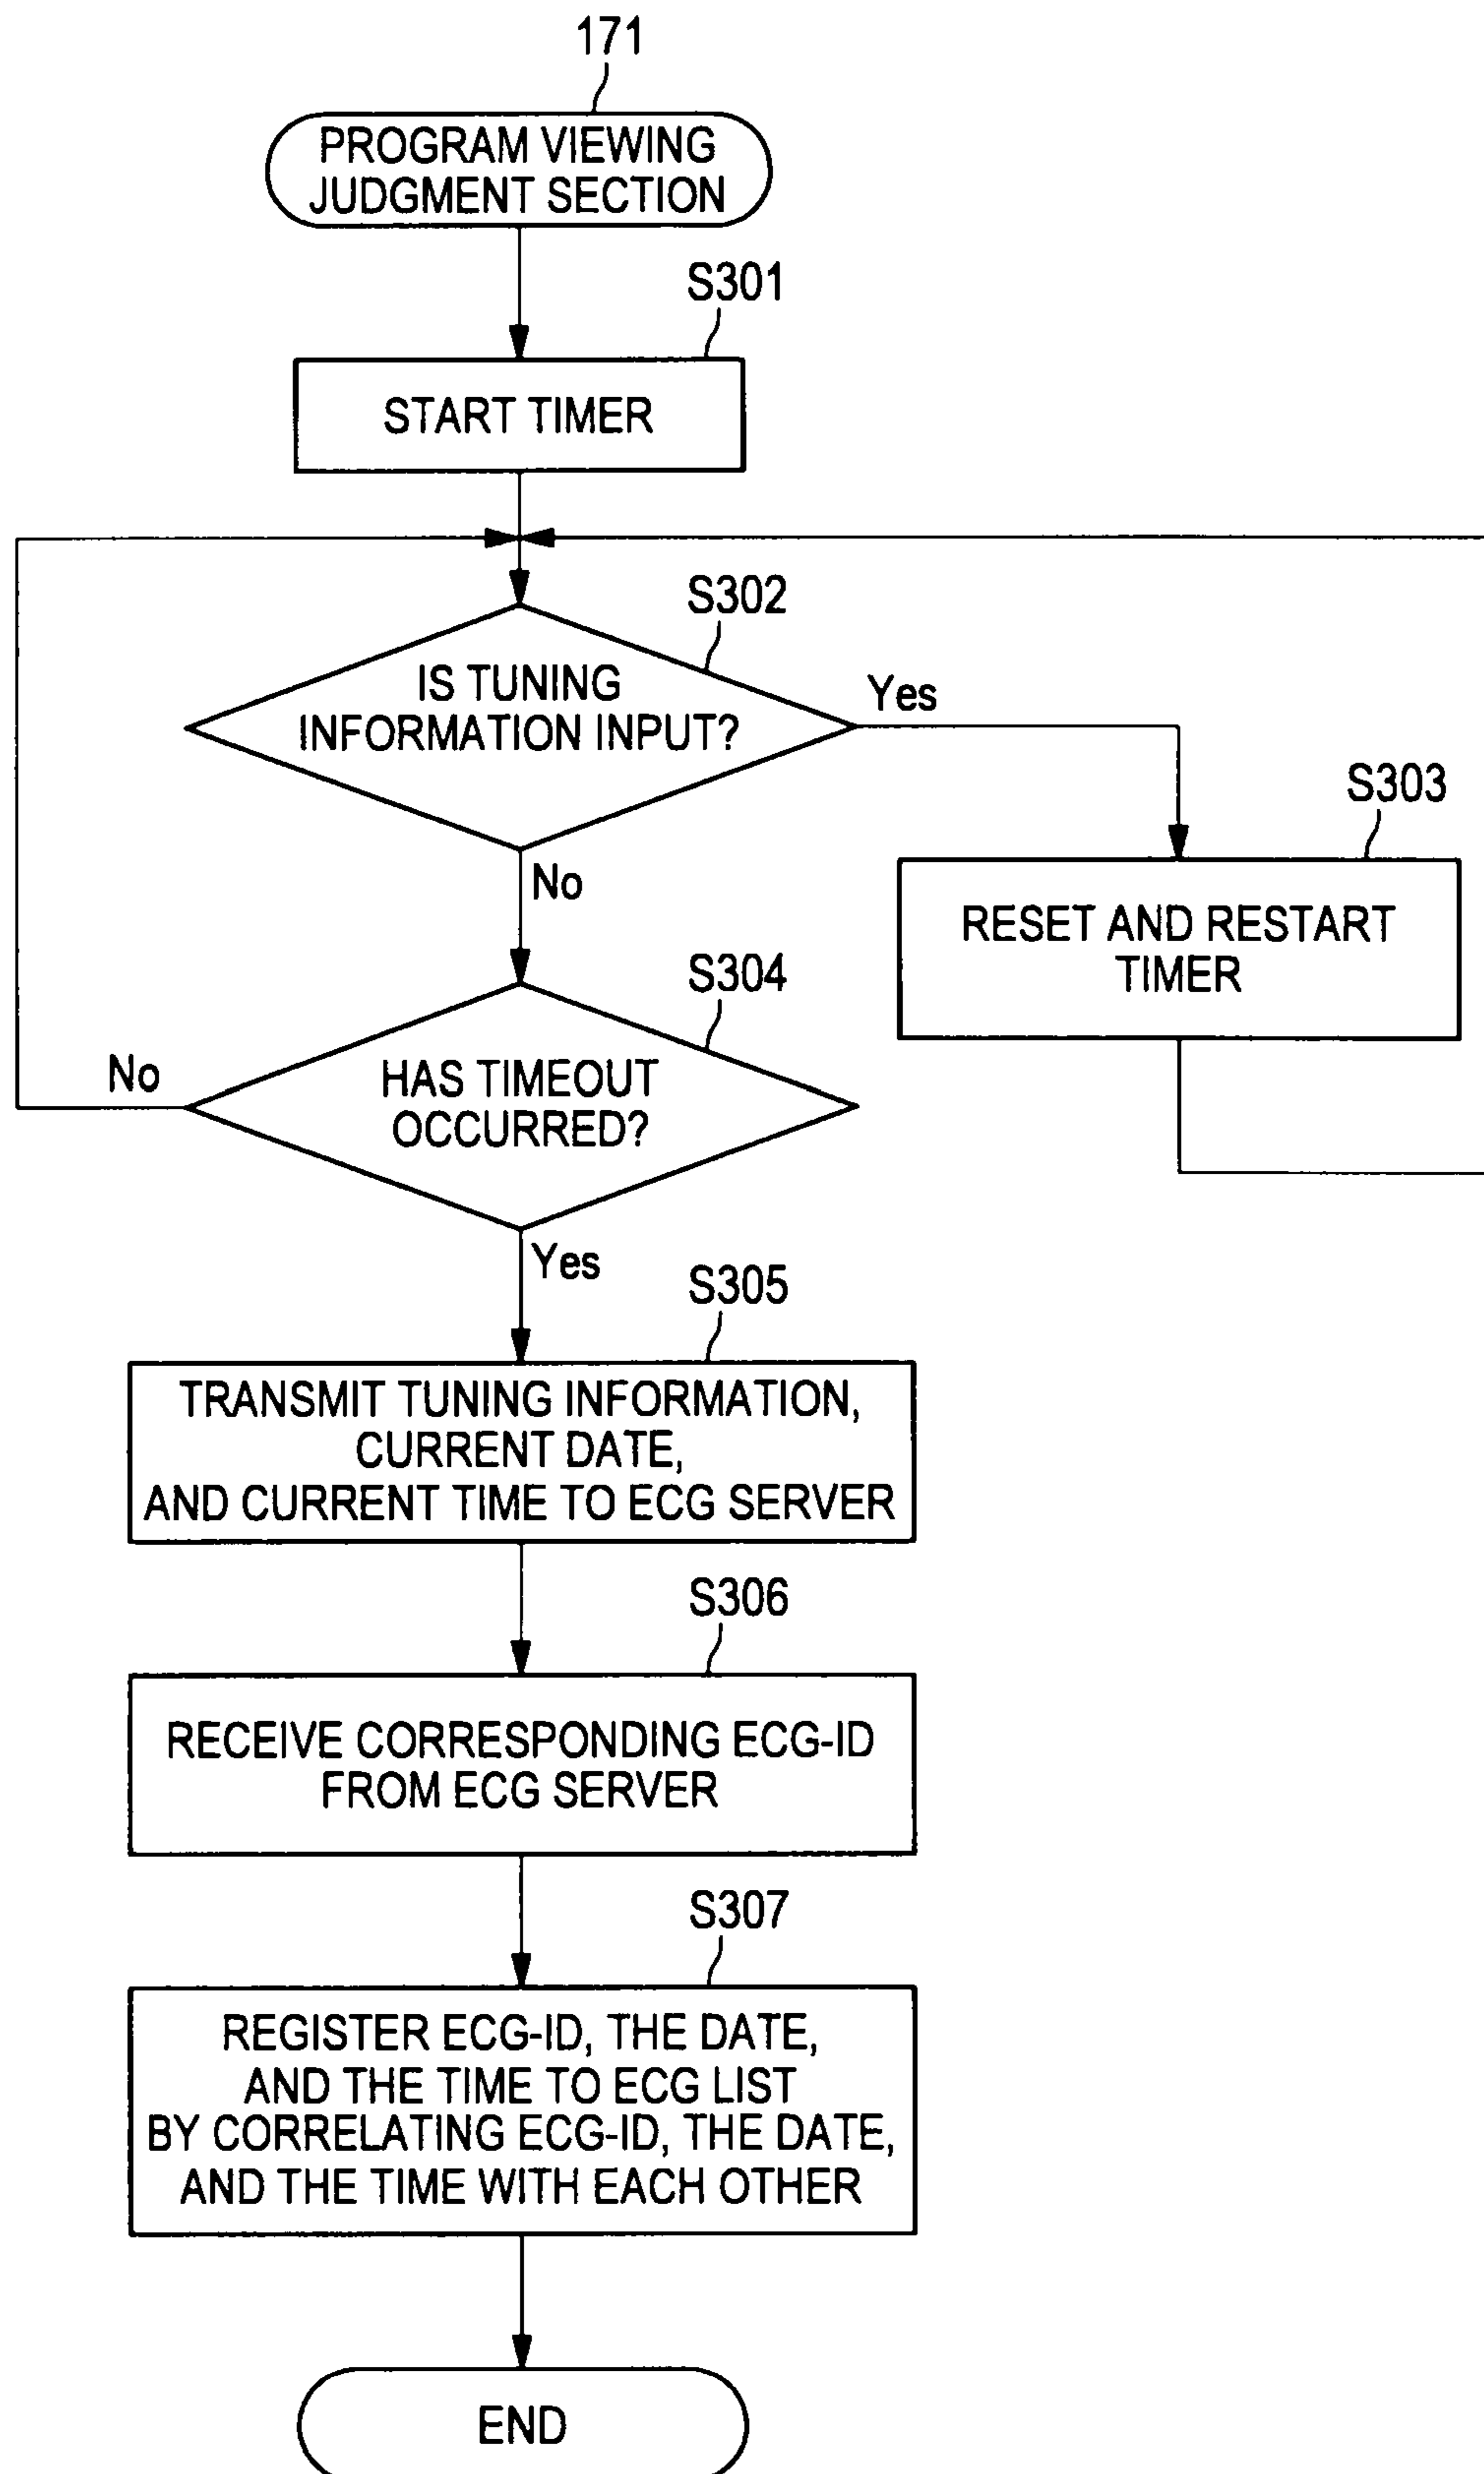 171
PROGRAM VIEWING
JUDGMENT SECTION
S301
START TIMER
S302
IS TUNING
INFORMATION INPUT?
Yes
S303
RESET AND RESTART
TIMER
No
S304
HAS TIMEOUT
OCCURRED?
No
Yes
S305
TRANSMIT TUNING INFORMATION,
CURRENT DATE,
AND CURRENT TIME TO ECG SERVER
S306
RECEIVE CORRESPONDING ECG-ID
FROM ECG SERVER
S307
REGISTER ECG-ID, THE DATE,
AND THE TIME TO ECG LIST
BY CORRELATING ECG-ID, THE DATE,
AND THE TIME WITH EACH OTHER
END